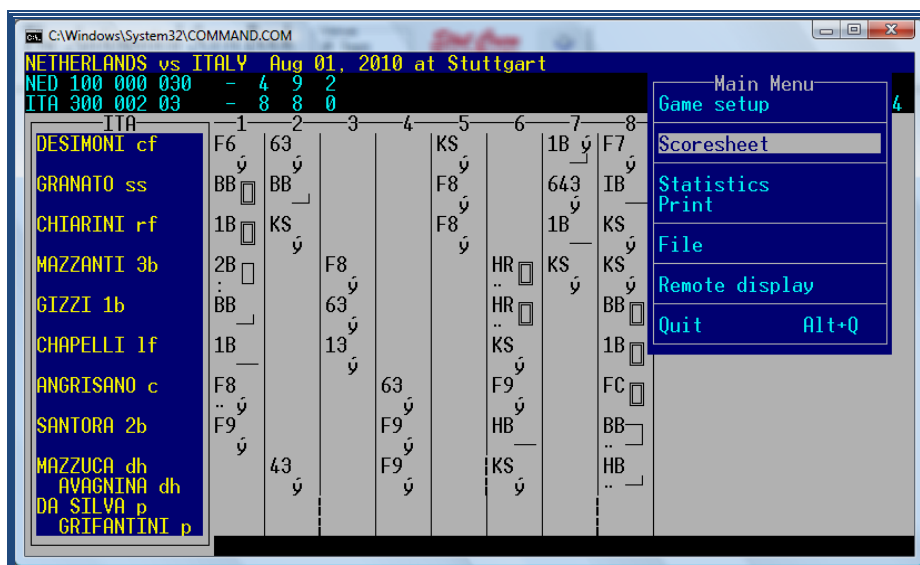 C:\Windows\System32\COMMAND.COM
NETHERLANDS vs ITALY Aug 01, 2010 at Stuttgart
NED 100 000 030 - 4 9 2
ITA 300 002 03 - 8 8 0 4
Main Menu
Game setup
Scoresheet
Statistics
Print
File
Remote display
Quit Alt+Q
ITA 1 2 3 4 5 6 7 8
DESIMONI cf F6 ý 63 ý KS ý 1B ý F7 ý
GRANATO ss BB BB F8 ý 643 ý IB
CHIARINI rf 1B KS ý F8 ý 1B KS ý
MAZZANTI 3b 2B : F8 ý HR .. KS ý KS ý
GIZZI 1b BB 63 ý HR .. BB
CHAPELLI lf 1B 13 ý KS ý 1B
ANGRISANO c F8 .. ý 63 ý F9 ý FC
SANTORA 2b F9 ý F9 ý HB BB ..
MAZZUCA dh 43 ý F9 ý KS ý HB ..
AVAGNINA dh
DA SILVA p
GRIFANTINI p